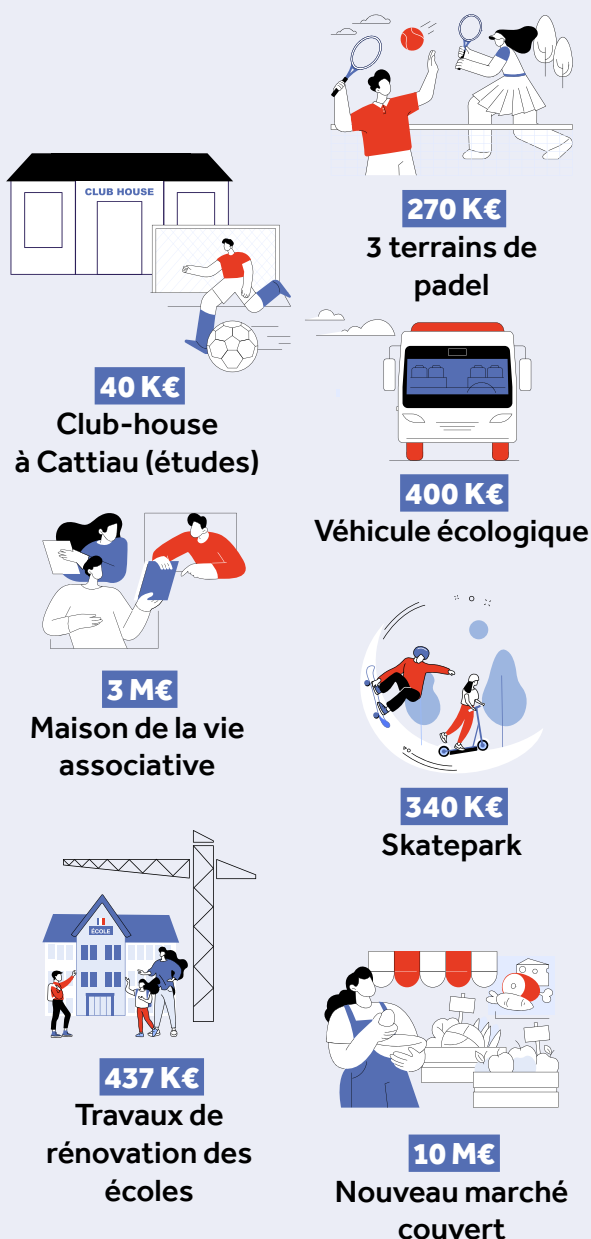 270 K€
3 terrains de
padel
CLUB HOUSE
40 K€
Club-house
à Cattiau (études)
400 K€
Véhicule écologique
3 M€
Maison de la vie
associative
340 K€
Skatepark
ÉCOLE
437 K€
Travaux de
rénovation des
écoles
10 M€
Nouveau marché
couvert